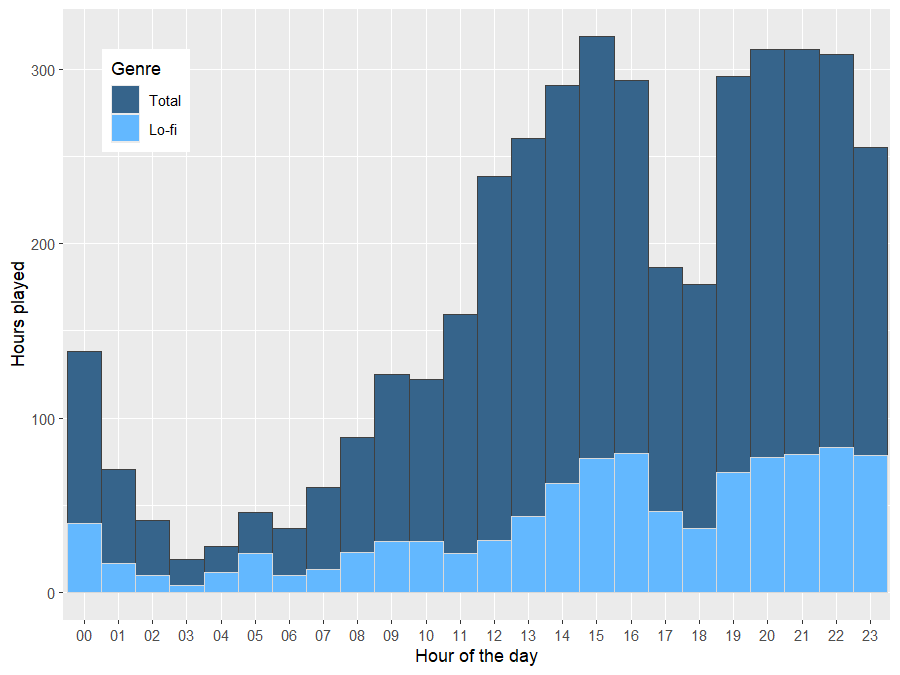 Genre
Total
Lo-fi
300
200
100
0
Hours played
00 01 02 03 04 05 06 07 08 09 10 11 12 13 14 15 16 17 18 19 20 21 22 23
Hour of the day